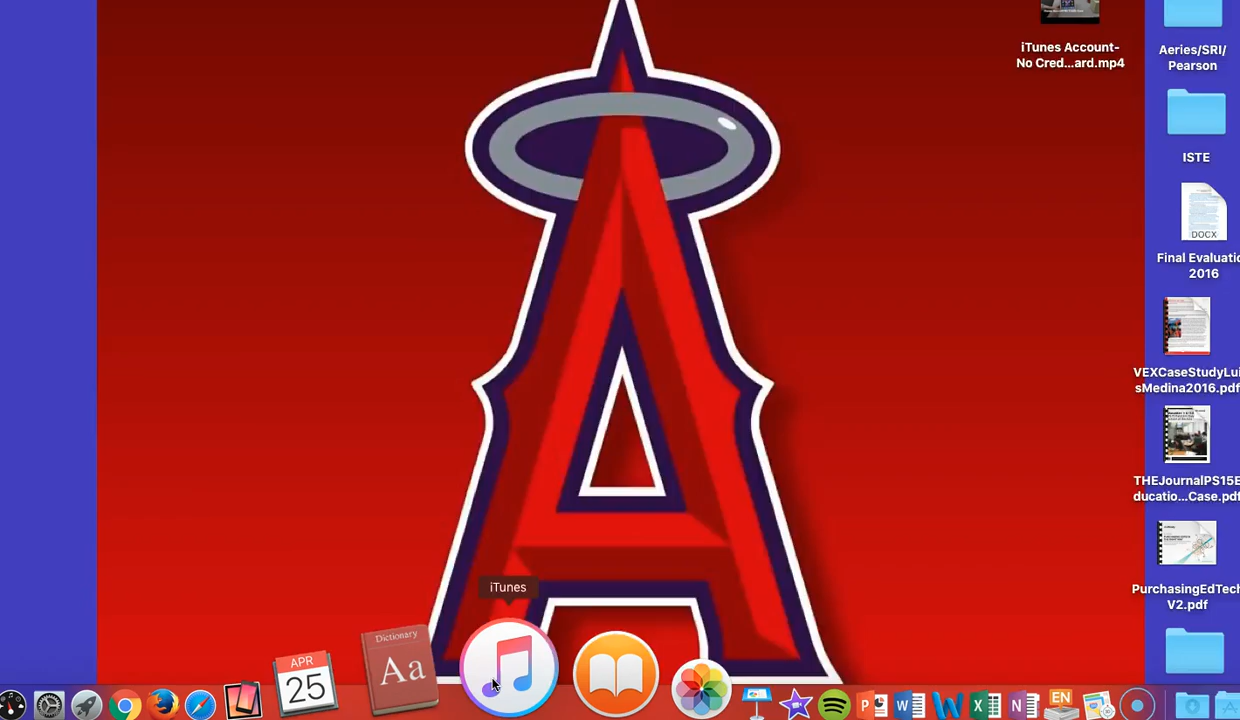 iTunes Account-
No Cred...ard.mp4
Aeries/SRI/
Pearson
ISTE
DOCX
Final Evaluatio
2016
VEXCaseStudyLui
sMedina2016.pdf
THEJournalPS15E
ducatio...Case.pdf
PurchasingEdTech
V2.pdf
iTunes
Dictionary
Aa
APR
25
EN